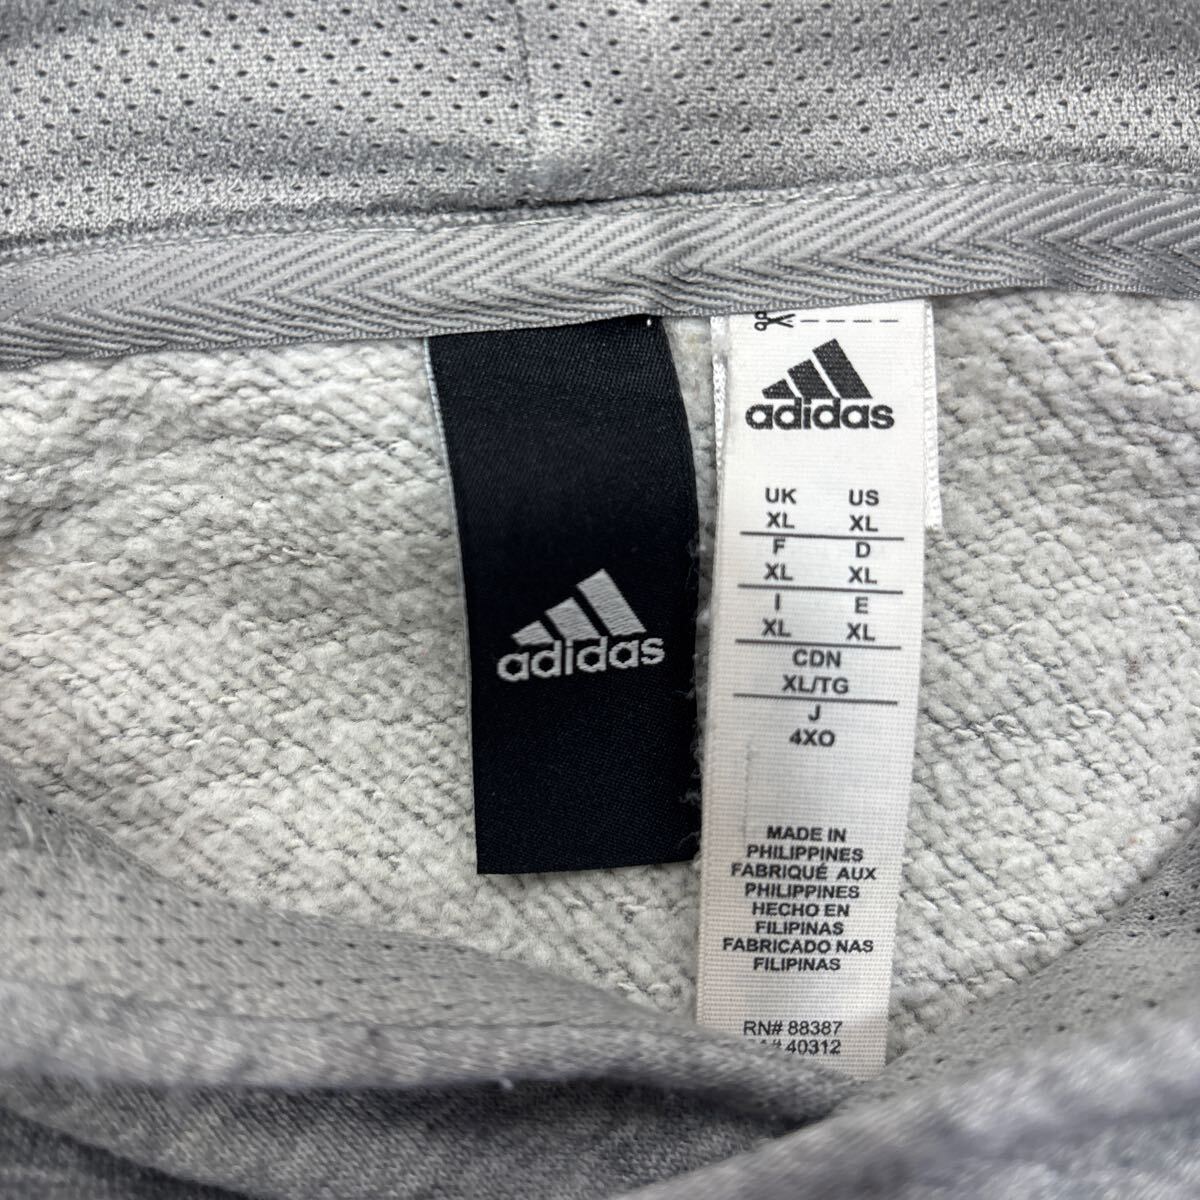 adidas
adidas
UK US
XL XL
F D
XL XL
I E
XL XL
CDN
XL/TG
J
4XO
MADE IN
PHILIPPINES
FABRIQUÉ AUX
PHILIPPINES
HECHO EN
FILIPINAS
FABRICADO NAS
FILIPINAS
RN# 88387
40312